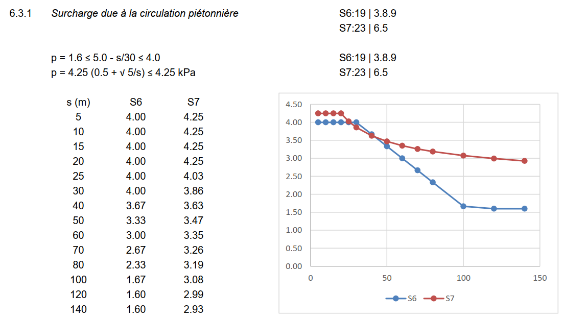 6.3.1 Surcharge due à la circulation piétonnière S6:19 | 3.8.9
S7:23 | 6.5
p = 1.6 ≤ 5.0 - s/30 ≤ 4.0 S6:19 | 3.8.9
p = 4.25 (0.5 + √ 5/s) ≤ 4.25 kPa S7:23 | 6.5
s (m) S6 S7
5 4.00 4.25
10 4.00 4.25
15 4.00 4.25
20 4.00 4.25
25 4.00 4.03
30 4.00 3.86
40 3.67 3.63
50 3.33 3.47
60 3.00 3.35
70 2.67 3.26
80 2.33 3.19
100 1.67 3.08
120 1.60 2.99
140 1.60 2.93
4.50
4.00
3.50
3.00
2.50
2.00
1.50
1.00
0.50
0.00
0 50 100 150
S6 S7